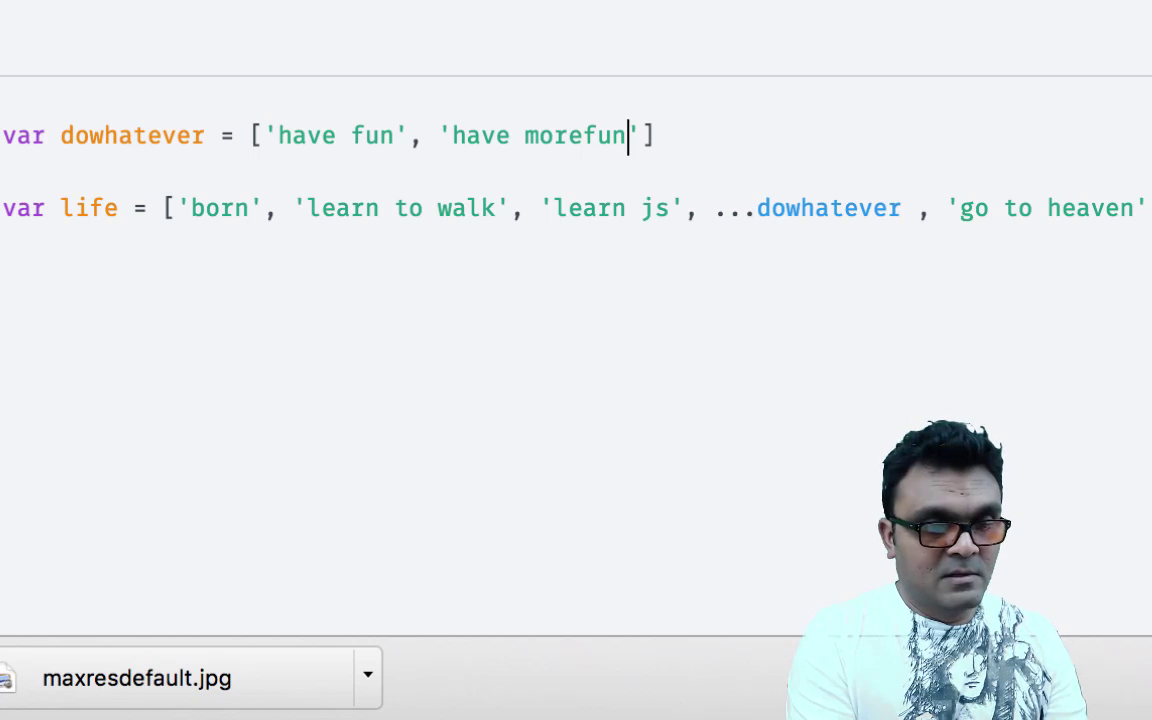 var dowhatever = ['have fun', 'have morefun']
var life = ['born', 'learn to walk', 'learn js', ...dowhatever , 'go to heaven'
maxresdefault.jpg